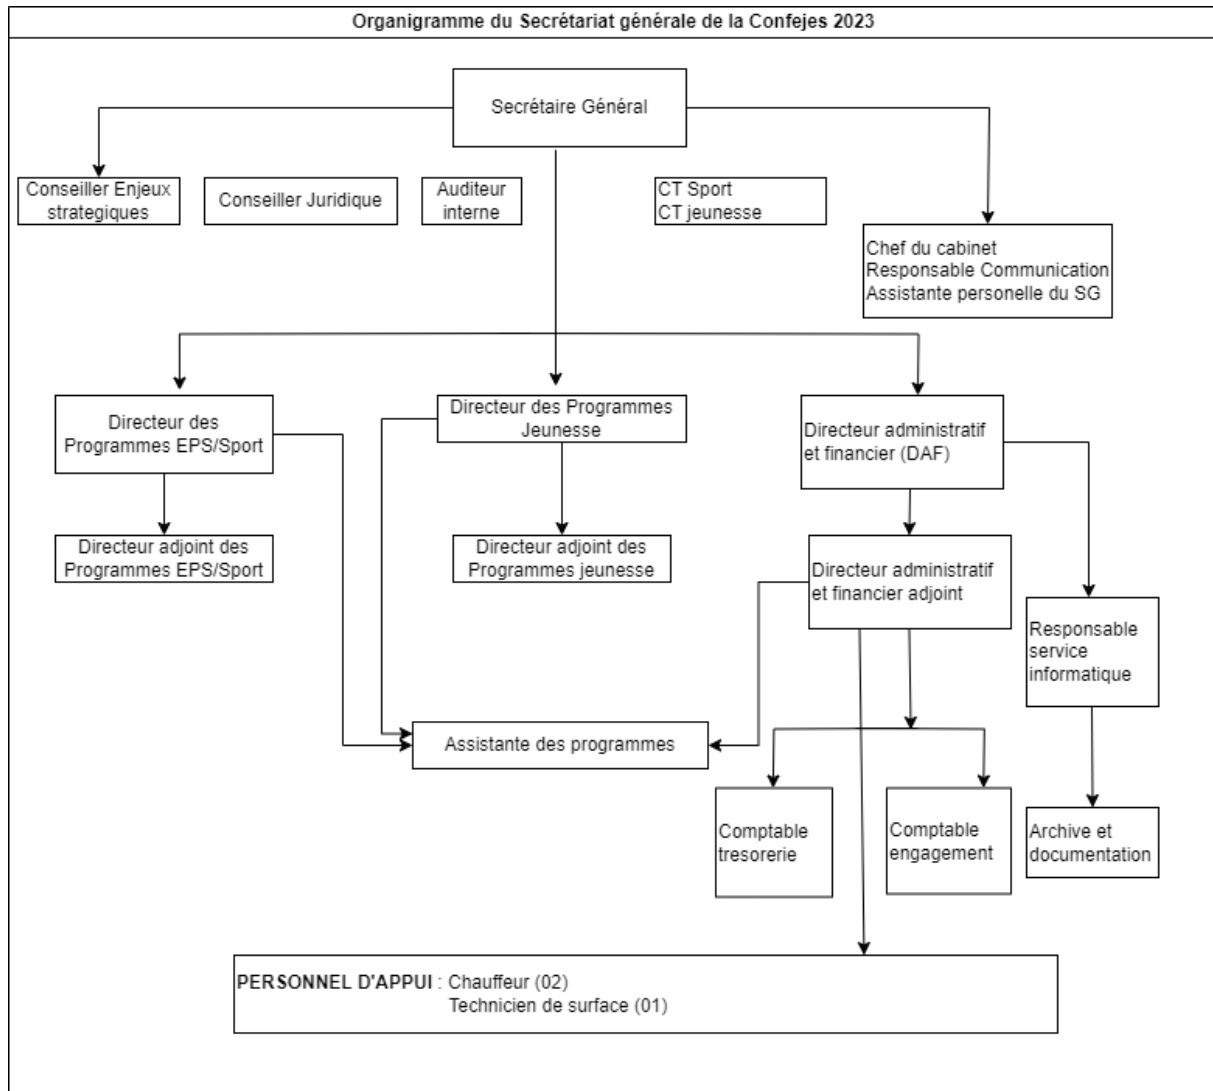 Organigramme du Secrétariat générale de la Confejes 2023
Secrétaire Général
Conseiller Enjeux
strategiques
Conseiller Juridique
Auditeur
interne
CT Sport
CT jeunesse
Chef du cabinet
Responsable Communication
Assistante personelle du SG
Directeur des
Programmes EPS/Sport
Directeur des Programmes
Jeunesse
Directeur administratif
et financier (DAF)
Directeur adjoint des
Programmes EPS/Sport
Directeur adjoint des
Programmes jeunesse
Directeur administratif
et financier adjoint
Responsable
service
informatique
Assistante des programmes
Comptable
tresorerie
Comptable
engagement
Archive et
documentation
PERSONNEL D'APPUI : Chauffeur (02)
Technicien de surface (01)